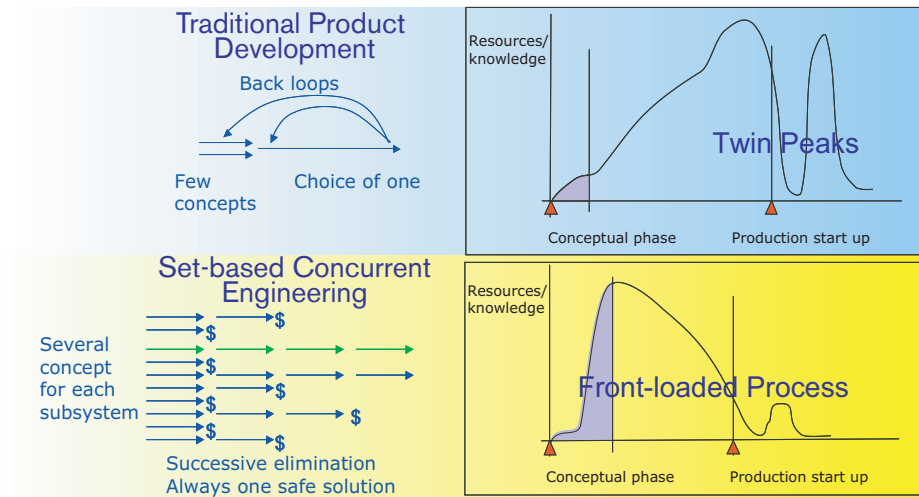 Traditional Product
Development
Back loops
Few
concepts
Choice of one
Resources/
knowledge
Twin Peaks
Conceptual phase
Production start up
Set-based Concurrent
Engineering
Several
concept
for each
subsystem
$
$
$
$
$
$
$
$
$
Successive elimination
Always one safe solution
Resources/
knowledge
Front-loaded Process
Conceptual phase
Production start up